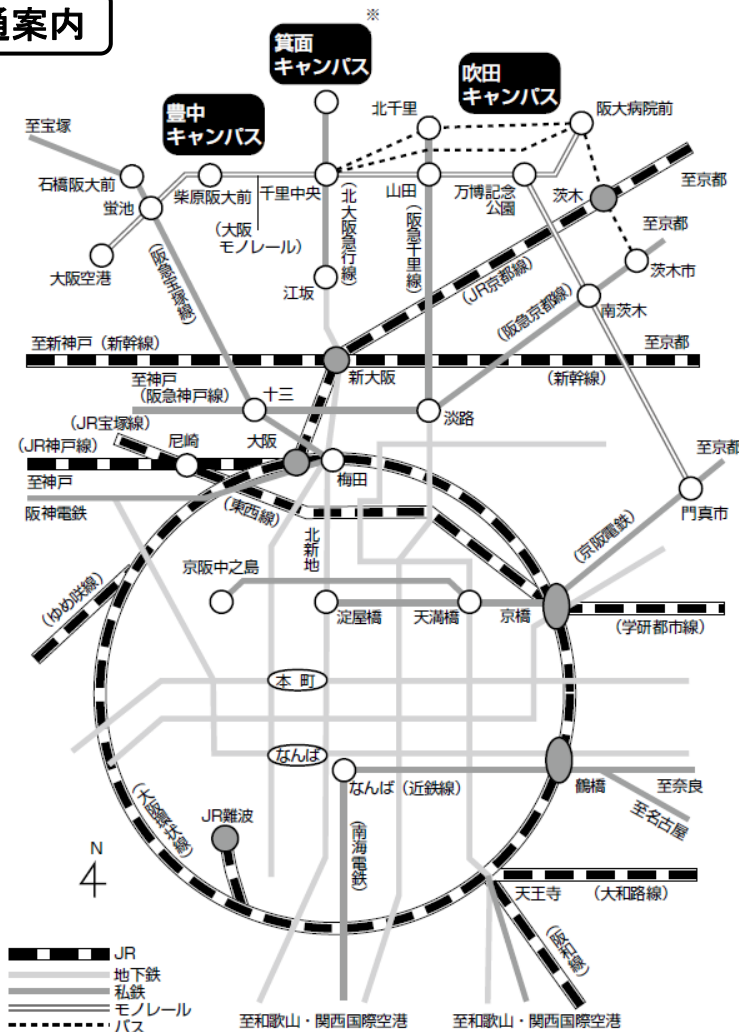 通案内
※
箕面
キャンパス
吹田
キャンパス
豊中
キャンパス
北千里
阪大病院前
至宝塚
石橋阪大前
蛍池
柴原阪大前
千里中央
山田
万博記念
公園
茨木
至京都
至京都
(大阪
モノレール)
(北大阪急行線)
(阪急千里線)
大阪空港
(阪急宝塚線)
江坂
(JR京都線)
茨木市
(阪急京都線)
南茨木
至新神戸(新幹線)
至京都
新大阪
(新幹線)
至神戸
(阪急神戸線)
十三
淡路
(JR宝塚線)
尼崎
大阪
(JR神戸線)
至京都
至神戸
梅田
阪神電鉄
(東西線)
門真市
北新地
(京阪電鉄)
京阪中之島
(ゆめ咲線)
淀屋橋
天満橋
京橋
(学研都市線)
本町
なんば
なんば(近鉄線)
鶴橋
至奈良
至名古屋
(大阪環状線)
JR難波
(南海電鉄)
N
天王寺
(大和路線)
(阪和線)
JR
地下鉄
私鉄
モノレール
バス
至和歌山・関西国際空港
至和歌山・関西国際空港